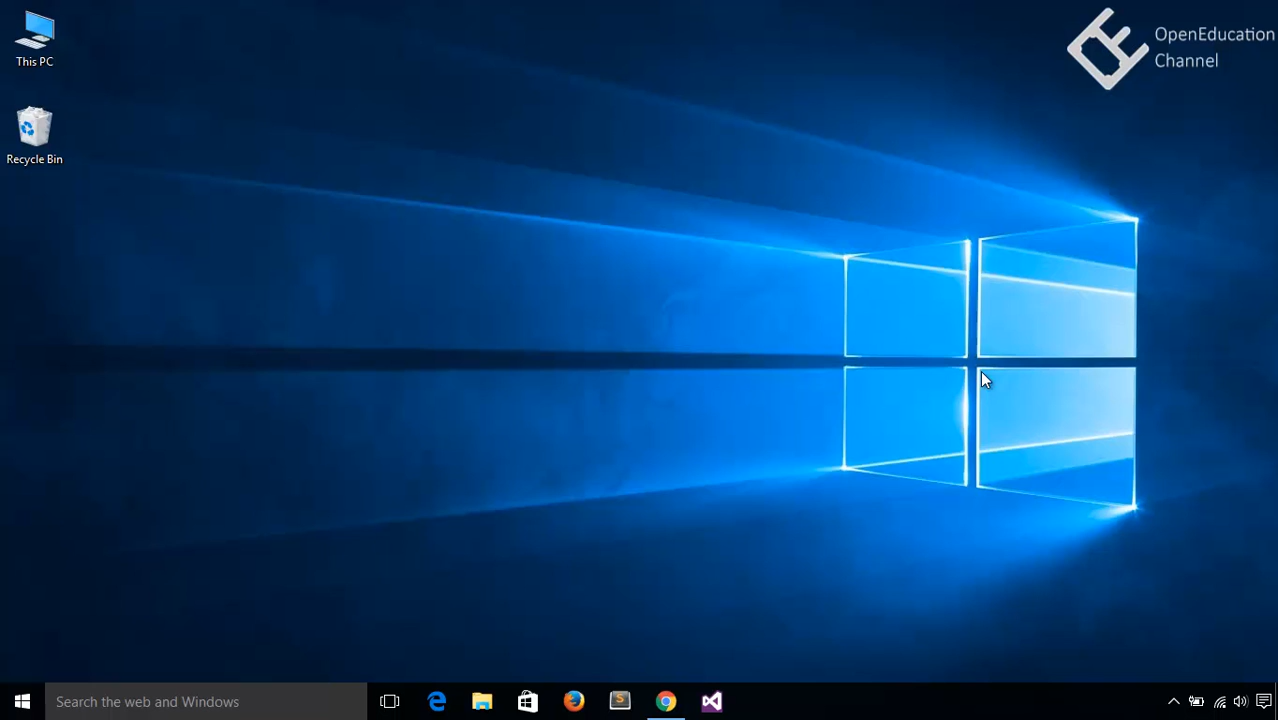 This PC
Recycle Bin
OpenEducation
Channel
Search the web and Windows